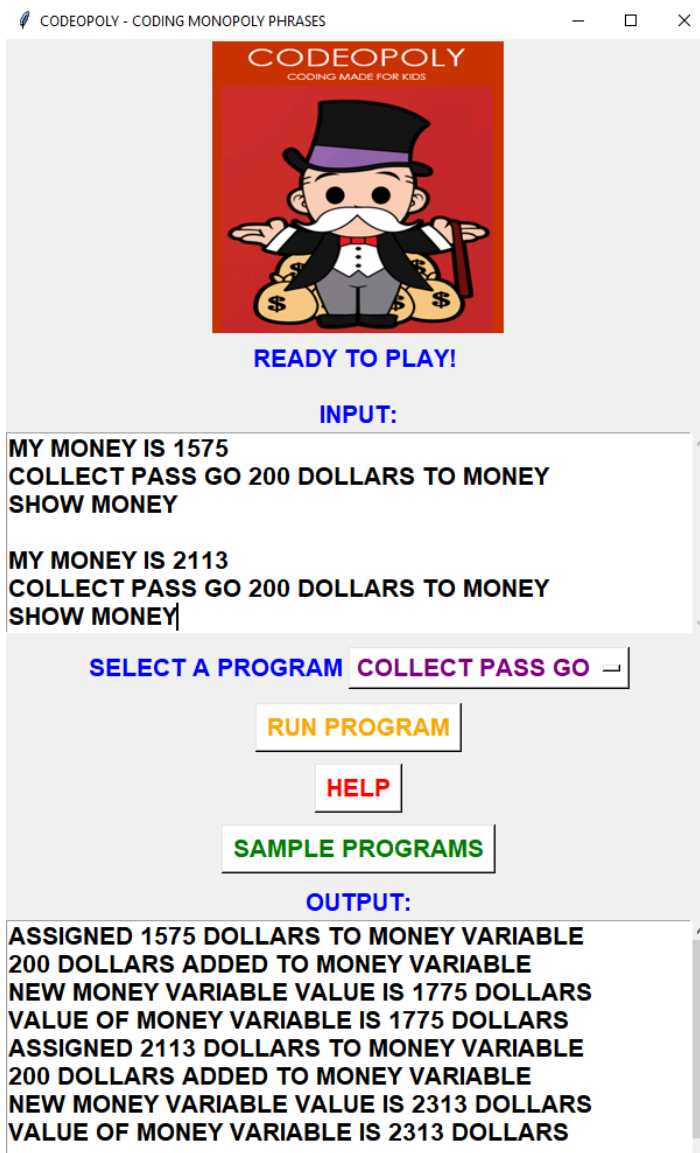 CODEOPOLY - CODING MONOPOLY PHRASES
CODEOPOLY
CODING MADE FOR KIDS
$ $
$ $
READY TO PLAY!
INPUT:
MY MONEY IS 1575
COLLECT PASS GO 200 DOLLARS TO MONEY
SHOW MONEY
MY MONEY IS 2113
COLLECT PASS GO 200 DOLLARS TO MONEY
SHOW MONEY
SELECT A PROGRAM COLLECT PASS GO
RUN PROGRAM
HELP
SAMPLE PROGRAMS
OUTPUT:
ASSIGNED 1575 DOLLARS TO MONEY VARIABLE
200 DOLLARS ADDED TO MONEY VARIABLE
NEW MONEY VARIABLE VALUE IS 1775 DOLLARS
VALUE OF MONEY VARIABLE IS 1775 DOLLARS
ASSIGNED 2113 DOLLARS TO MONEY VARIABLE
200 DOLLARS ADDED TO MONEY VARIABLE
NEW MONEY VARIABLE VALUE IS 2313 DOLLARS
VALUE OF MONEY VARIABLE IS 2313 DOLLARS